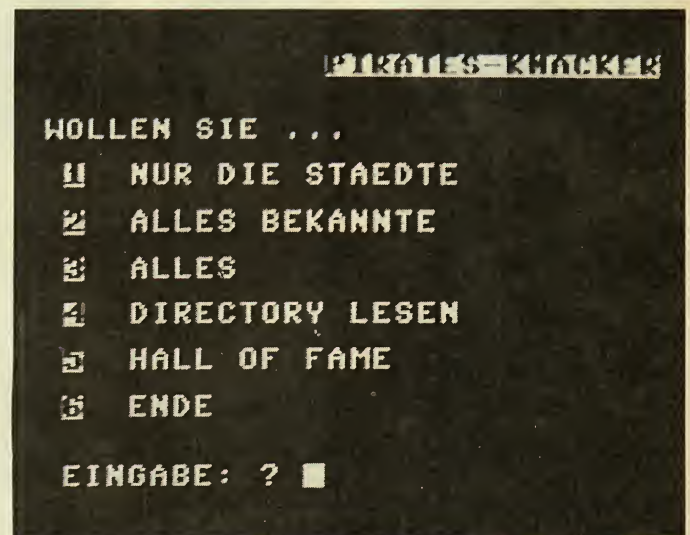 PIRATES-KNACKER
WOLLEN SIE ...
1 NUR DIE STAEDTE
2 ALLES BEKANNTE
3 ALLES
4 DIRECTORY LESEN
5 HALL OF FAME
6 ENDE
EINGABE: ?